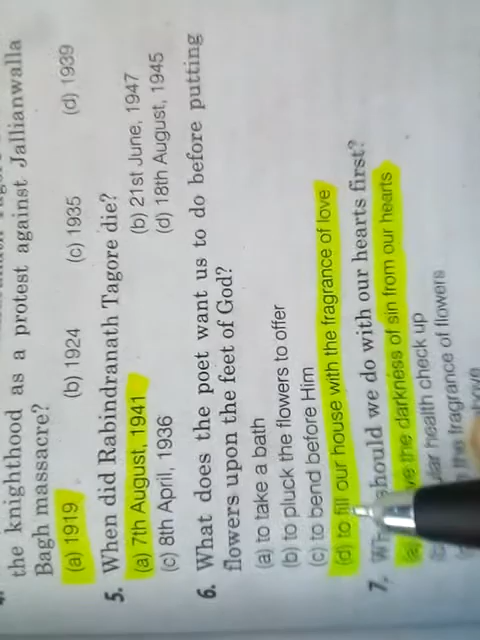 the knighthood as a protest against Jallianwalla
Bagh massacre?
(a) 1919 (b) 1924 (c) 1935 (d) 1939
5. When did Rabindranath Tagore die?
(a) 7th August, 1941 (b) 21st June, 1947
(c) 8th April, 1936 (d) 18th August, 1945
6. What does the poet want us to do before putting
flowers upon the feet of God?
(a) to take a bath
(b) to pluck the flowers to offer
(c) to bend before Him
(d) to fill our house with the fragrance of love
7. should we do with our hearts first?
the darkness of sin from our hearts
health check up
the fragrance of flowers